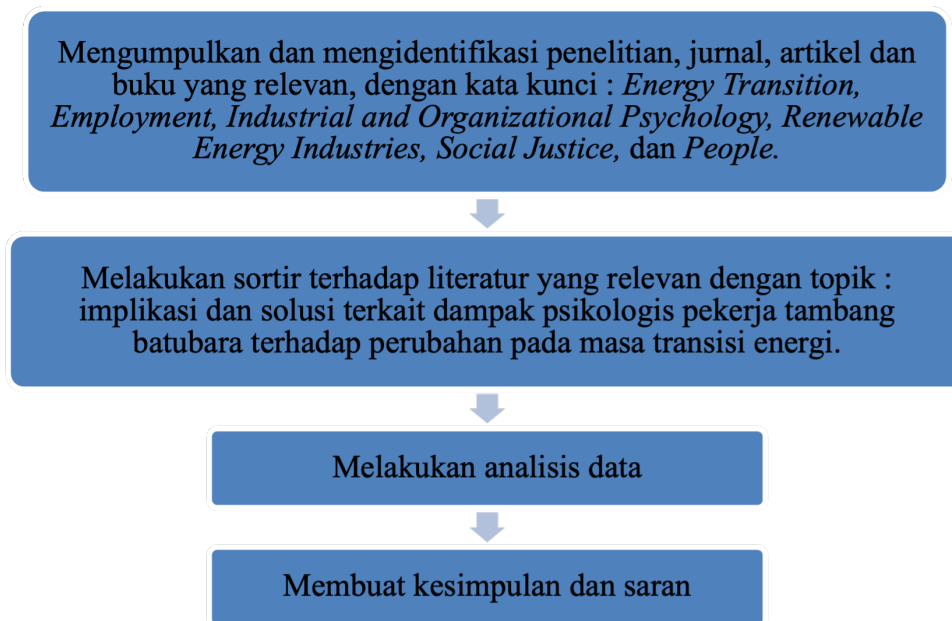 Mengumpulkan dan mengidentifikasi penelitian, jurnal, artikel dan
buku yang relevan, dengan kata kunci : Energy Transition,
Employment, Industrial and Organizational Psychology, Renewable
Energy Industries, Social Justice, dan People.
Melakukan sortir terhadap literatur yang relevan dengan topik :
implikasi dan solusi terkait dampak psikologis pekerja tambang
batubara terhadap perubahan pada masa transisi energi.
Melakukan analisis data
Membuat kesimpulan dan saran